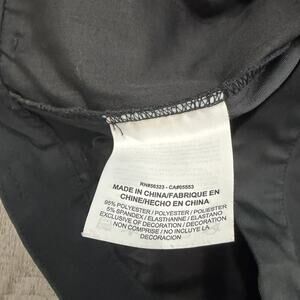 RN#56323 - CA#05553
MADE IN CHINA/FABRIQUE EN
CHINE/HECHO EN CHINA
95% POLYESTER / POLYESTER / POLIESTER
5% SPANDEX / ELASTHANNE / ELASTANO
EXCLUSIVE OF DECORATION / DECORATION
NON COMPRISE / NO INCLUYE LA
DECORACION